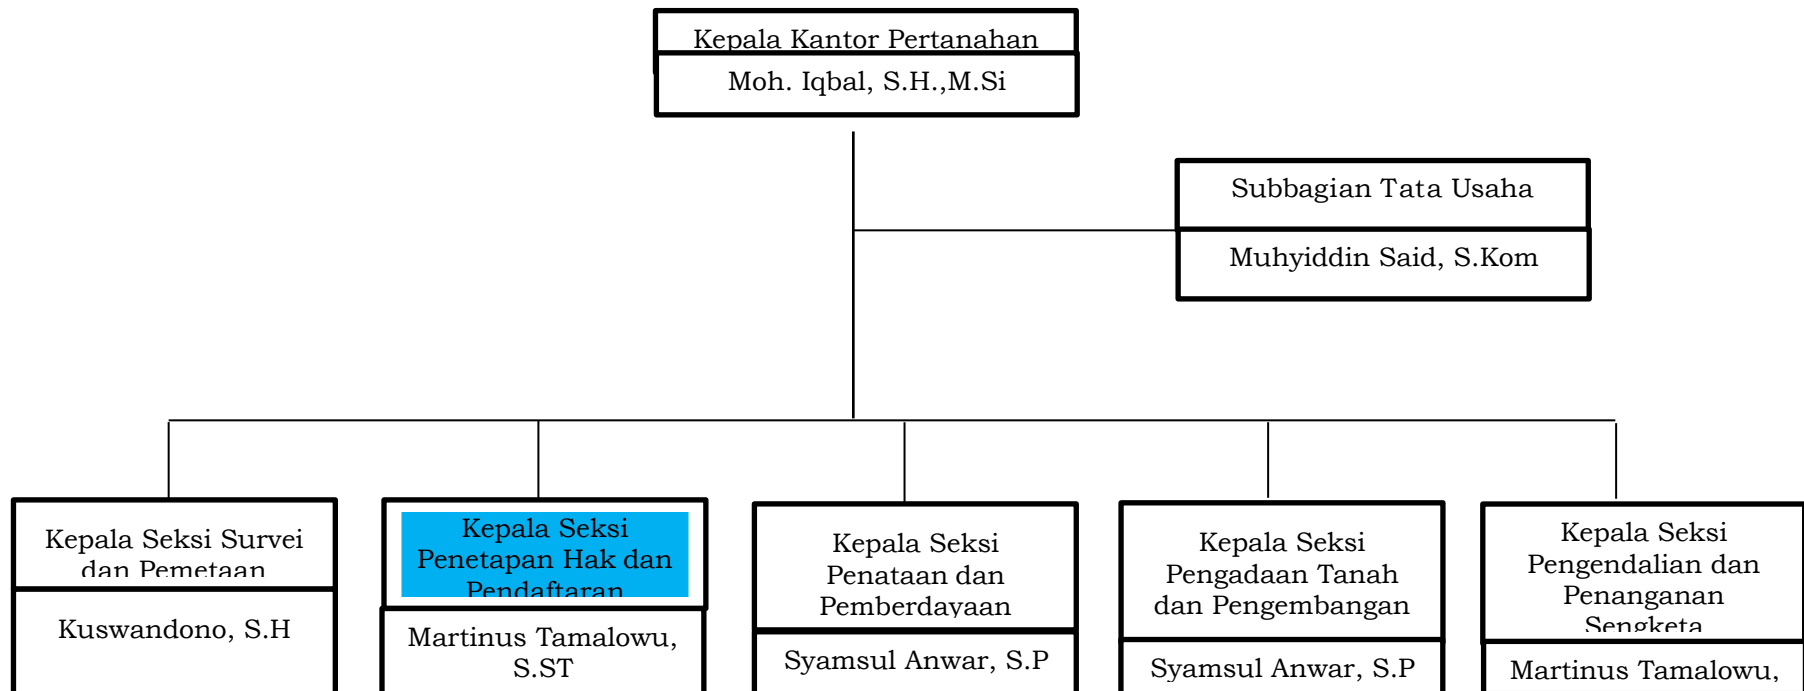 Kepala Kantor Pertanahan
Moh. Iqbal, S.H.,M.Si
Subbagian Tata Usaha
Muhyiddin Said, S.Kom
Kepala Seksi Survei
dan Pemetaan
Kuswandono, S.H
Kepala Seksi
Penetapan Hak dan
Pendaftaran
Martinus Tamalowu,
S.ST
Kepala Seksi
Penataan dan
Pemberdayaan
Syamsul Anwar, S.P
Kepala Seksi
Pengadaan Tanah
dan Pengembangan
Syamsul Anwar, S.P
Kepala Seksi
Pengendalian dan
Penanganan
Sengketa
Martinus Tamalowu,